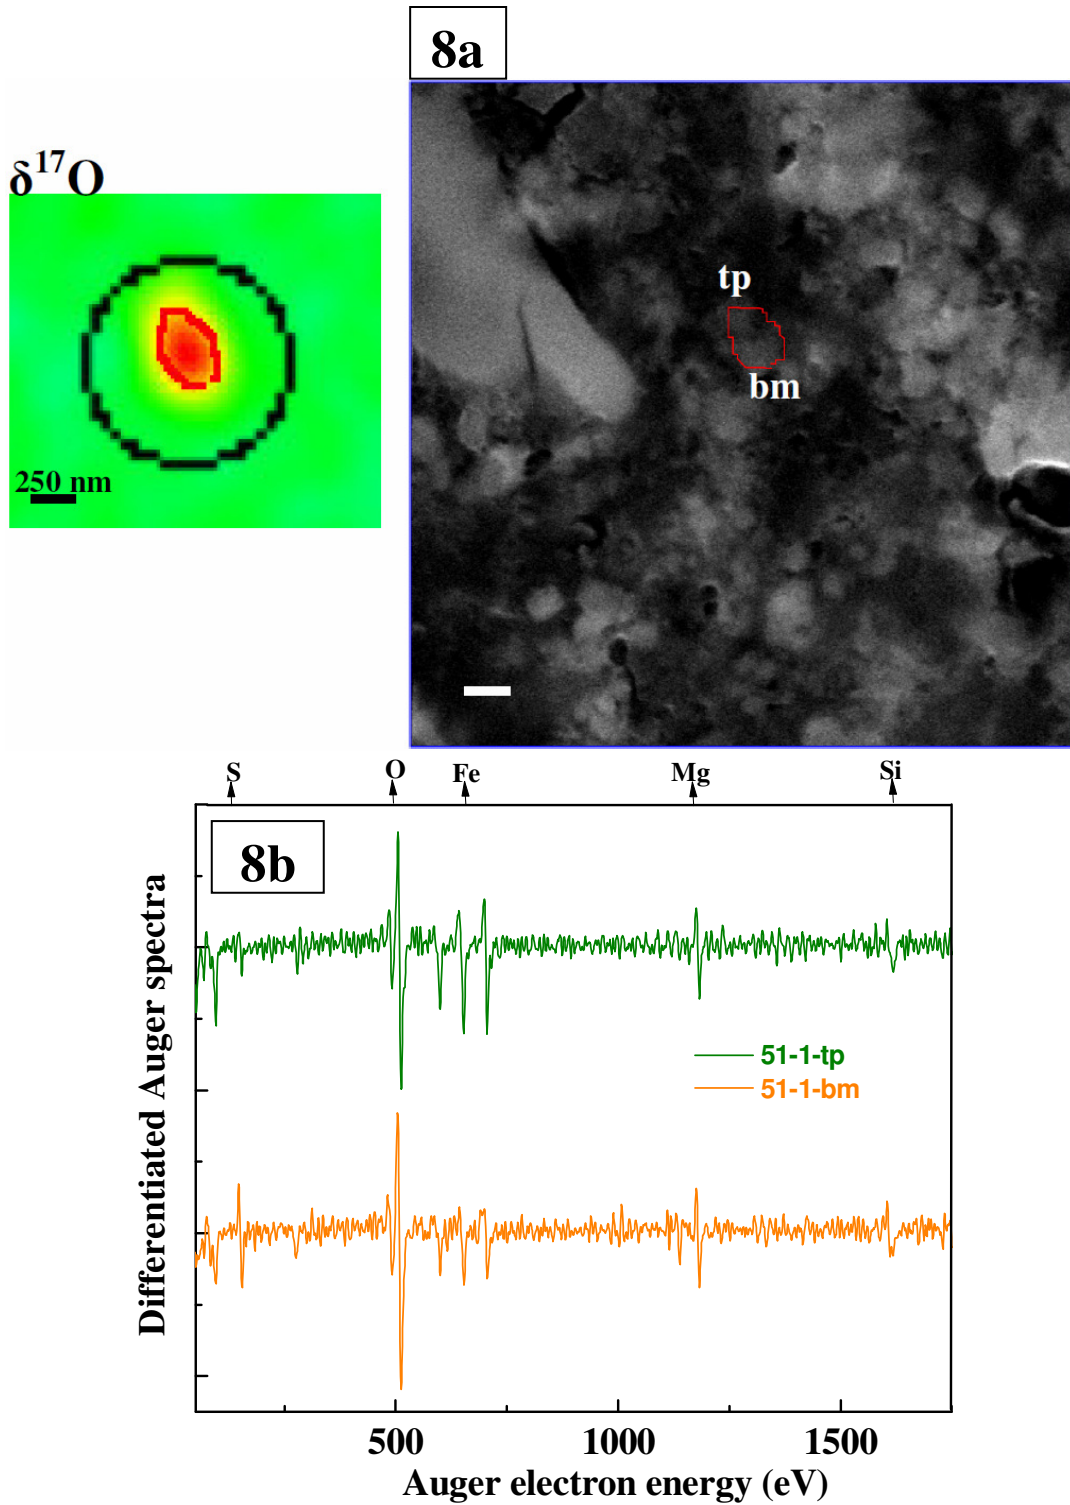 8a
δ17O
250 nm
tp
bm
S O Fe Mg Si
8b
Differentiated Auger spectra
51-1-tp
51-1-bm
500 1000 1500
Auger electron energy (eV)